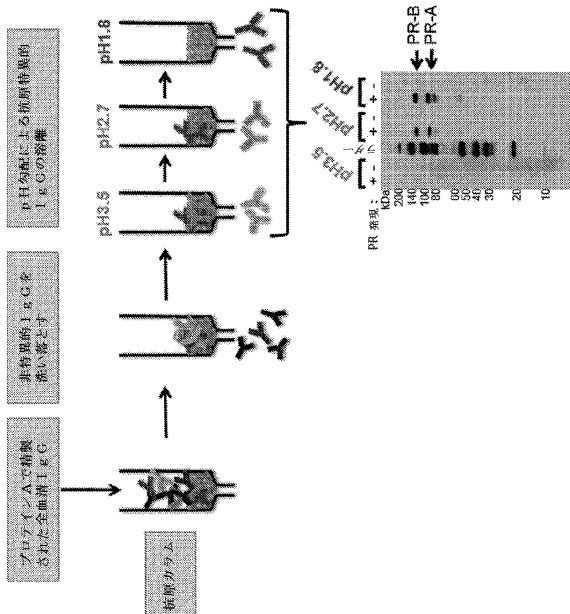 プロテインAで精製
された全血清IgG
非特異的IgGを
洗い落とす
pH勾配による抗原特異的
IgGの溶離
抗原カラム
pH3.5
pH2.7
pH1.8
pH3.5
ラダー
pH2.7
pH1.8
PR 発現:
+
-
+
-
+
-
kDa
200
140
100
80
60
50
40
30
20
10
PR-B
PR-A